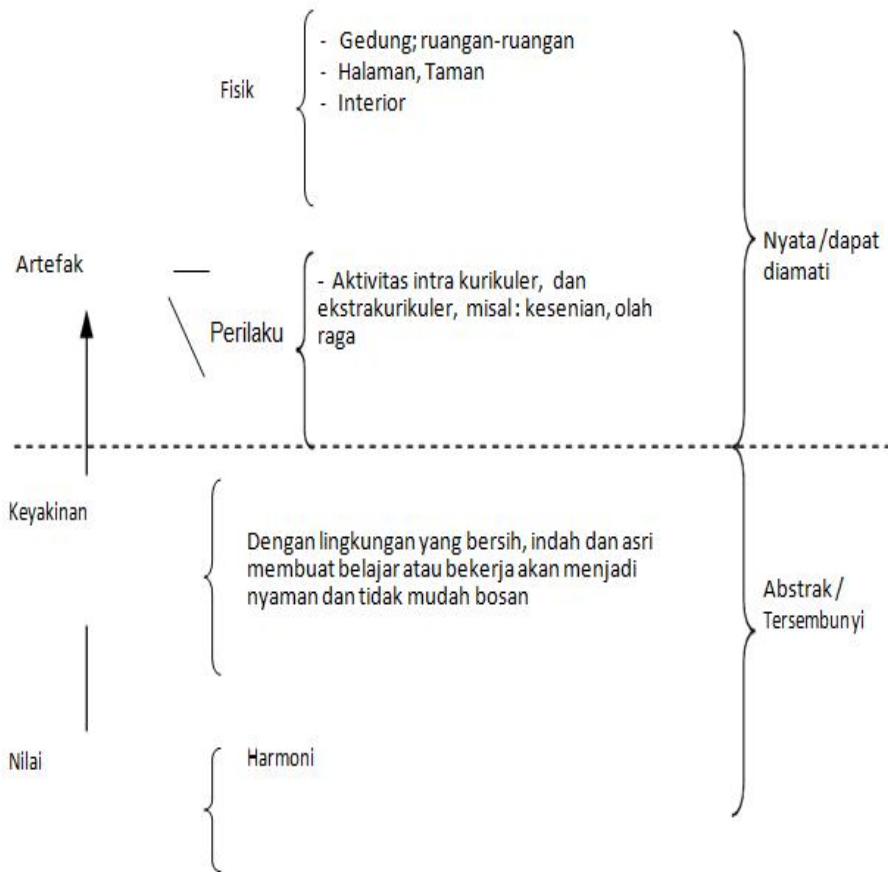 - Gedung; ruangan-ruangan
- Halaman, Taman
- Interior
Fisik
Artefak
Nyata/dapat
diamati
- Aktivitas intra kurikuler, dan
ekstrakurikuler, misal: kesenian, olah
raga
Perilaku
Keyakinan
Dengan lingkungan yang bersih, indah dan asri
membuat belajar atau bekerja akan menjadi
nyaman dan tidak mudah bosan
Abstrak/
Tersembunyi
Nilai
Harmoni